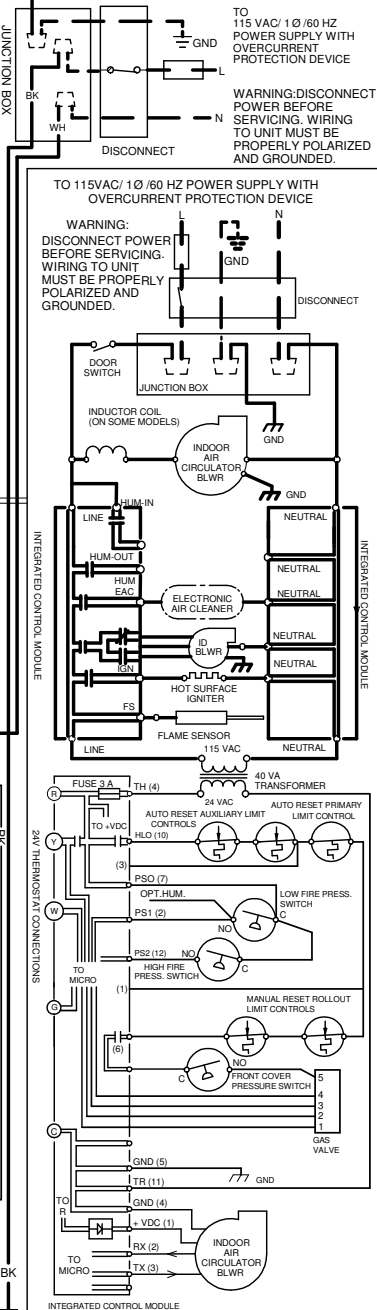 JUNCTION BOX
BK
WH
GND
L
N
DISCONNECT
TO
115 VAC/ 1Ø/60 HZ
POWER SUPPLY WITH
OVERCURRENT
PROTECTION DEVICE
WARNING:DISCONNECT
POWER BEFORE
SERVICING. WIRING
TO UNIT MUST BE
PROPERLY POLARIZED
AND GROUNDED.
TO 115VAC/ 1Ø /60 HZ POWER SUPPLY WITH
OVERCURRENT PROTECTION DEVICE
WARNING:
DISCONNECT POWER
BEFORE SERVICING.
WIRING TO UNIT
MUST BE PROPERLY
POLARIZED AND
GROUNDED.
L
N
GND
DISCONNECT
DOOR
SWITCH
JUNCTION BOX
GND
INDUCTOR COIL
(ON SOME MODELS)
INDOOR
AIR
CIRCULATOR
BLWR
GND
INTEGRATED CONTROL MODULE
LINE
HUM-IN
HUM-OUT
HUM
EAC
ELECTRONIC
AIR CLEANER
ID
BLWR
IGN
HOT SURFACE
IGNITER
FS
FLAME SENSOR
LINE
NEUTRAL
NEUTRAL
NEUTRAL
NEUTRAL
NEUTRAL
NEUTRAL
INTEGRATED CONTROL MODULE
115 VAC
40 VA
TRANSFORMER
24 VAC
24V THERMOSTAT CONNECTIONS
R
Y
W
G
C
FUSE 3 A
TH (4)
TO +VDC
HLO (10)
AUTO RESET AUXILIARY LIMIT
CONTROLS
AUTO RESET PRIMARY
LIMIT CONTROL
(3)
PSO (7)
OPT.HUM.
PS1 (2)
LOW FIRE PRESS.
SWITCH
C
NO
PS2 (12)
NO
C
HIGH FIRE
PRESS. SWTICH
TO
MICRO
(1)
MANUAL RESET ROLLOUT
LIMIT CONTROLS
(6)
NO
C
FRONT COVER
PRESSURE SWITCH
5
4
3
2
1
GAS
VALVE
GND (5)
GND
TR (11)
GND (4)
TO
R
+ VDC (1)
RX (2)
TO
MICRO
TX (3)
INDOOR
AIR
CIRCULATOR
BLWR
INTEGRATED CONTROL MODULE
BK
BK